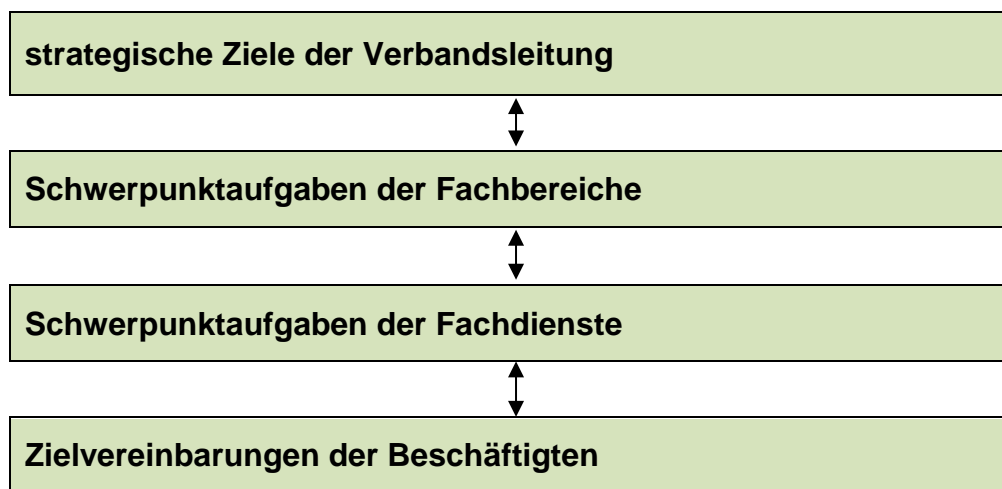 strategische Ziele der Verbandsleitung
Schwerpunktaufgaben der Fachbereiche
Schwerpunktaufgaben der Fachdienste
Zielvereinbarungen der Beschäftigten